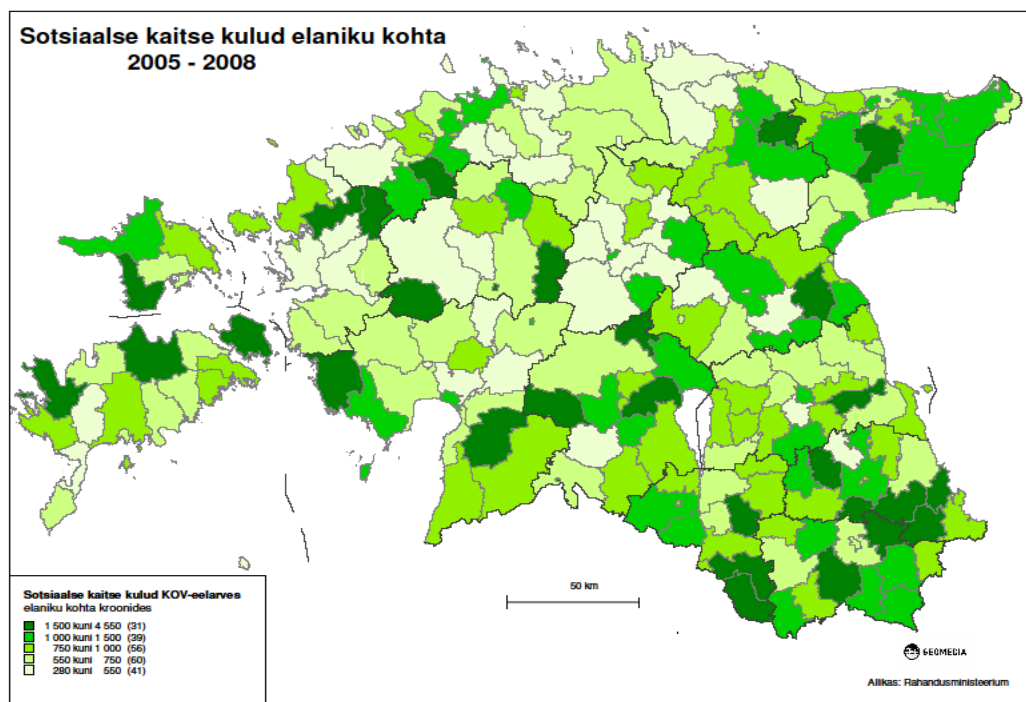 Sotsiaalse kaitse kulud elaniku kohta
2005 - 2008
Sotsiaalse kaitse kulud KOV-eelarves
elaniku kohta kroonides
1 500 kuni 4 550 (31)
1 000 kuni 1 500 (39)
750 kuni 1 000 (56)
550 kuni 750 (60)
280 kuni 550 (41)
50 km
GEOMEDIA
Allikas: Rahandusministeerium